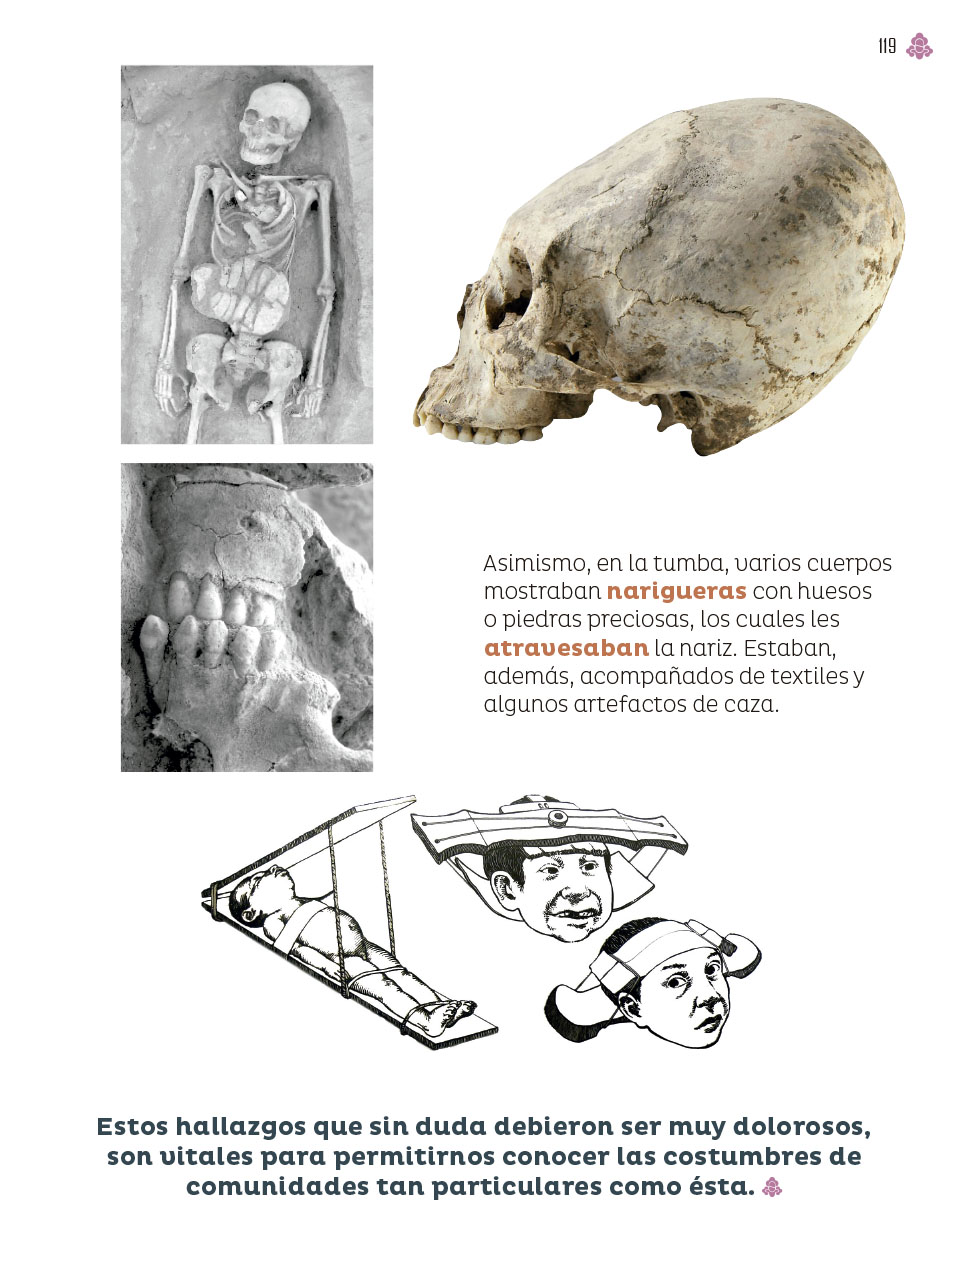 119
Asimismo, en la tumba, varios cuerpos
mostraban narigueras con huesos
o piedras preciosas, los cuales les
atravesaban la nariz. Estaban,
además, acompañados de textiles y
algunos artefactos de caza.
Estos hallazgos que sin duda debieron ser muy dolorosos,
son vitales para permitirnos conocer las costumbres de
comunidades tan particulares como ésta.